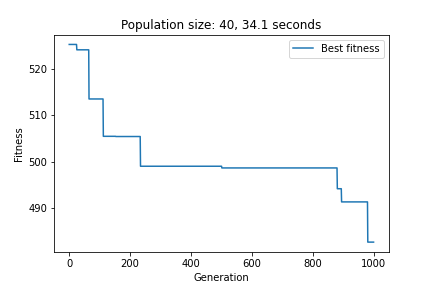 Population size: 40, 34.1 seconds
Best fitness
520
510
500
490
Fitness
0 200 400 600 800 1000
Generation